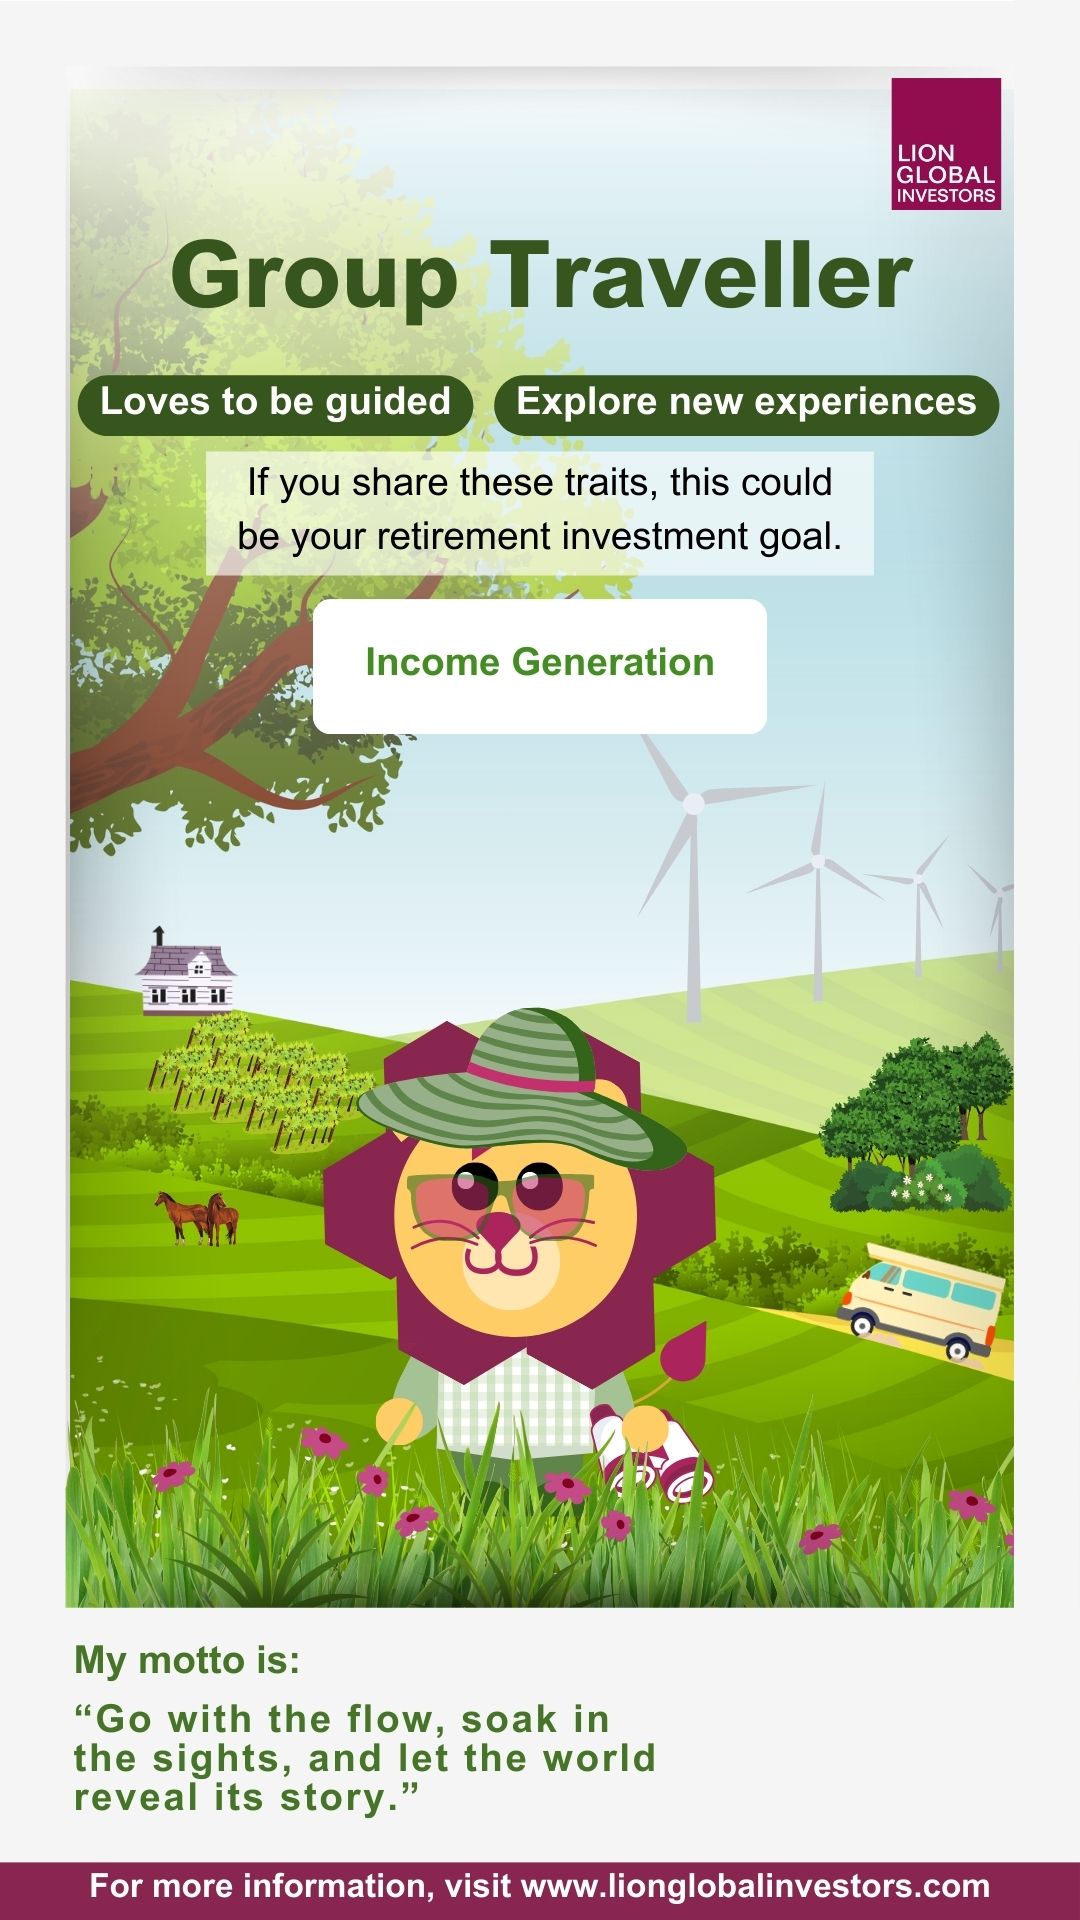 LION
GLOBAL
INVESTORS
Group Traveller
Loves to be guided
Explore new experiences
If you share these traits, this could
be your retirement investment goal.
Income Generation
My motto is:
“Go with the flow, soak in
the sights, and let the world
reveal its story.”
For more information, visit www.lionglobalinvestors.com